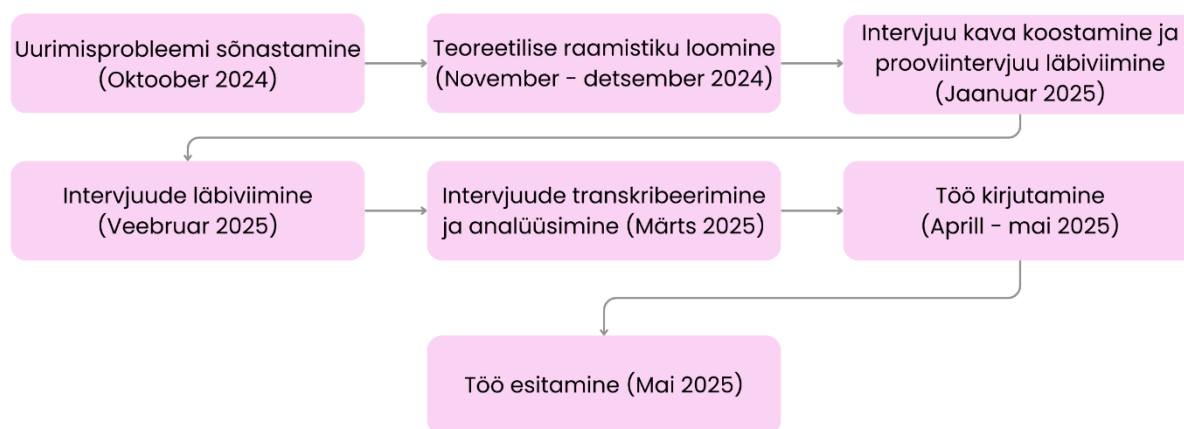 Uurimisprobleemi sõnastamine
(Oktoober 2024)
Teoreetilise raamistiku loomine
(November - detsember 2024)
Intervjuu kava koostamine ja
prooviintervjuu läbiviimine
(Jaanuar 2025)
Intervjuude läbiviimine
(Veebruar 2025)
Intervjuude transkribeerimine
ja analüüsimine (Märts 2025)
Töö kirjutamine
(Aprill - mai 2025)
Töö esitamine (Mai 2025)